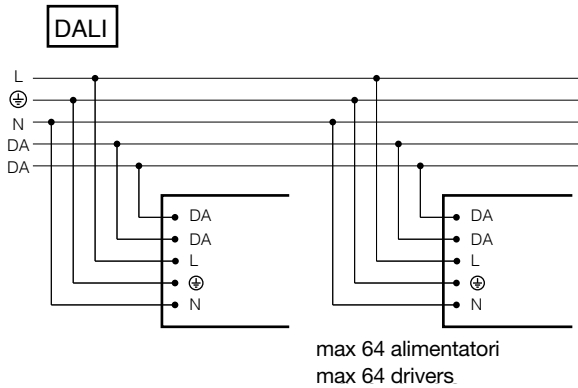 DALI
L
⏚
N
DA
DA
DA DA
DA DA
L L
⏚ ⏚
N N
max 64 alimentatori
max 64 drivers